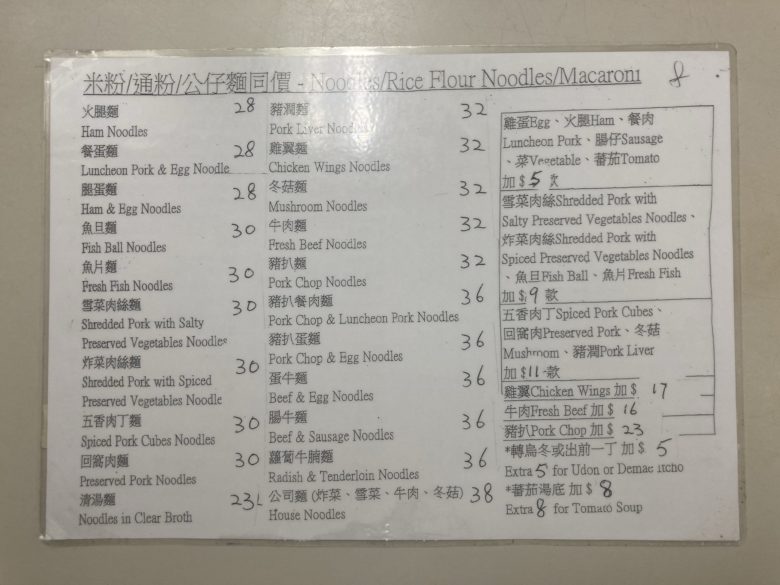 米粉/通粉/公仔麵同價 - Noodles/Rice Flour Noodles/Macaroni 8
火腿麵 28
Ham Noodles
餐蛋麵 28
Luncheon Pork & Egg Noodle
腿蛋麵 28
Ham & Egg Noodles
魚旦麵 30
Fish Ball Noodles
魚片麵 30
Fresh Fish Noodles
雪菜肉絲麵 30
Shredded Pork with Salty
Preserved Vegetables Noodles
炸菜肉絲麵 30
Shredded Pork with Spiced
Preserved Vegetables Noodle
五香肉丁麵 30
Spiced Pork Cubes Noodles
回窩肉麵 30
Preserved Pork Noodles
清湯麵 23
Noodles in Clear Broth
豬潤麵 32
Pork Liver Noodles
雞翼麵 32
Chicken Wings Noodles
冬菇麵 32
Mushroom Noodles
牛肉麵 32
Fresh Beef Noodles
豬扒麵 32
Pork Chop Noodles
豬扒餐肉麵 36
Pork Chop & Luncheon Pork Noodles
豬扒蛋麵 36
Pork Chop & Egg Noodles
蛋牛麵 36
Beef & Egg Noodles
腸牛麵 36
Beef & Sausage Noodles
蘿蔔牛腩麵 36
Radish & Tenderloin Noodles
公司麵 (炸菜、雪菜、牛肉、冬菇) 38
House Noodles
雞蛋Egg、火腿Ham、餐肉
Luncheon Pork、腸仔Sausage
、菜Vegetable、蕃茄Tomato
加 $ 5 款
雪菜肉絲Shredded Pork with
Salty Preserved Vegetables Noodles、
炸菜肉絲Shredded Pork with
Spiced Preserved Vegetables Noodles
、魚旦Fish Ball、魚片Fresh Fish
加 $ 9 款
五香肉丁Spiced Pork Cubes、
回窩肉Preserved Pork、冬菇
Mushroom、豬潤Pork Liver
加 $ 11 款
雞翼Chicken Wings 加 $ 17
牛肉Fresh Beef 加 $ 16
豬扒Pork Chop 加 $ 23
*轉烏冬或出前一丁 加 $ 5
Extra 5 for Udon or Demae Itcho
*蕃茄湯底 加 $ 8
Extra 8 for Tomato Soup